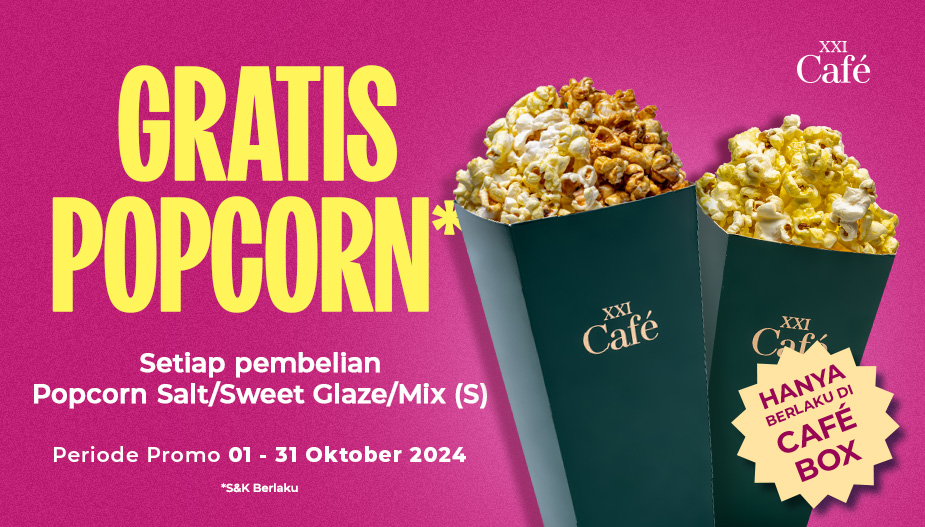 XXI
Café
GRATIS
POPCORN*
Setiap pembelian
Popcorn Salt/Sweet Glaze/Mix (S)
Periode Promo 01 - 31 Oktober 2024
*S&K Berlaku
XXI
Café
XXI
Café
HANYA
BERLAKU DI
CAFÉ
BOX